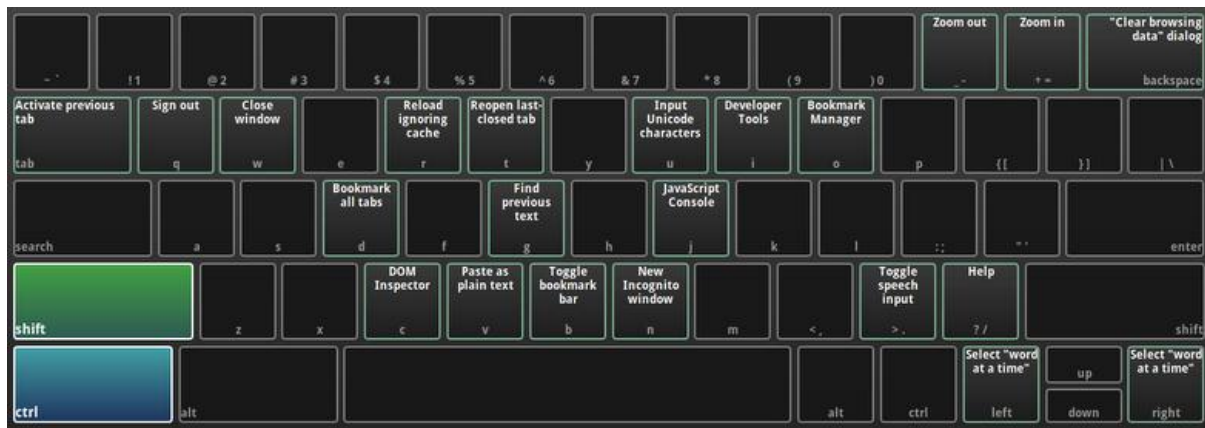 Zoom out
Zoom in
"Clear browsing
data" dialog
~ `
! 1
@ 2
# 3
$ 4
% 5
^ 6
& 7
* 8
( 9
) 0
_ -
+ =
backspace
Activate previous
tab
Sign out
Close
window
Reload
ignoring
cache
Reopen last-
closed tab
Input
Unicode
characters
Developer
Tools
Bookmark
Manager
tab
q
w
e
r
t
y
u
i
o
p
{ [
} ]
| \
Bookmark
all tabs
Find
previous
text
JavaScript
Console
search
a
s
d
f
g
h
j
k
l
: ;
" '
enter
DOM
Inspector
Paste as
plain text
Toggle
bookmark
bar
New
Incognito
window
Toggle
speech
input
Help
shift
z
x
c
v
b
n
m
< ,
> .
? /
shift
Select "word
at a time"
Select "word
at a time"
up
ctrl
alt
alt
ctrl
left
down
right